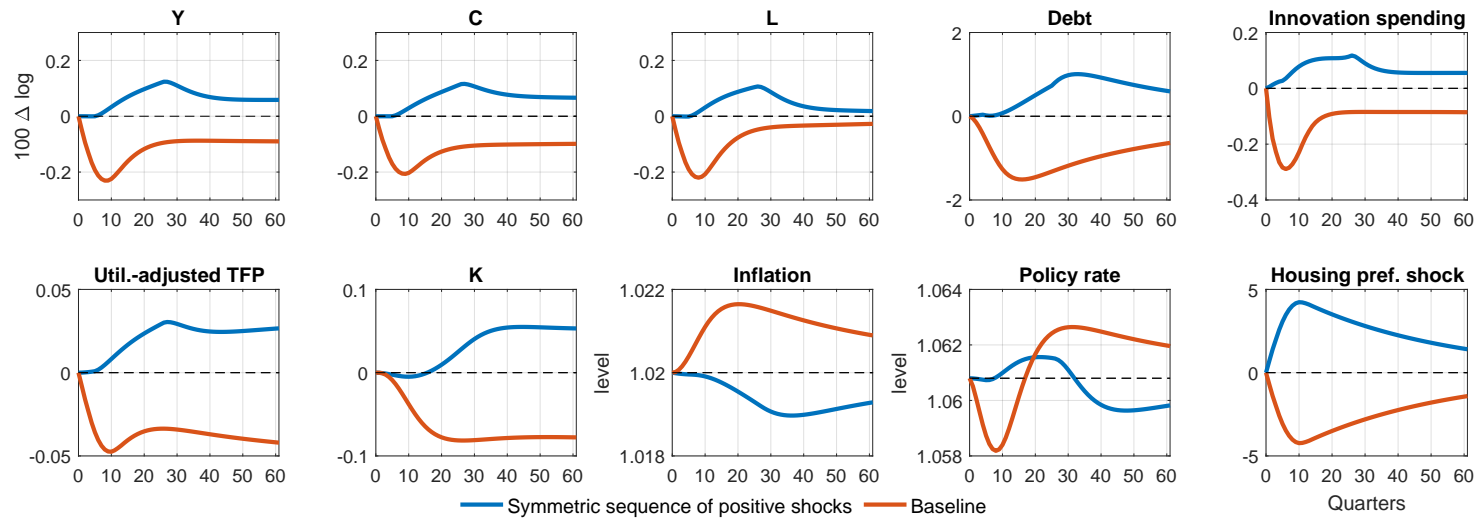 Y C L Debt Innovation spending
100 Δ log
0.2 0.2 0.2 2 0.2
0 0 0 0 0
-0.2 -0.2 -0.2 -2 -0.2
-0.4
0 10 20 30 40 50 60 0 10 20 30 40 50 60 0 10 20 30 40 50 60 0 10 20 30 40 50 60 0 10 20 30 40 50 60
Util.-adjusted TFP K Inflation Policy rate Housing pref. shock
0.05 0.1 1.022 1.064 5
1.062
0 0 level 1.02 level 0
1.06
-0.05 -0.1 1.018 1.058 -5
0 10 20 30 40 50 60 0 10 20 30 40 50 60 0 10 20 30 40 50 60 0 10 20 30 40 50 60 0 10 20 30 40 50 60
Symmetric sequence of positive shocks Baseline Quarters